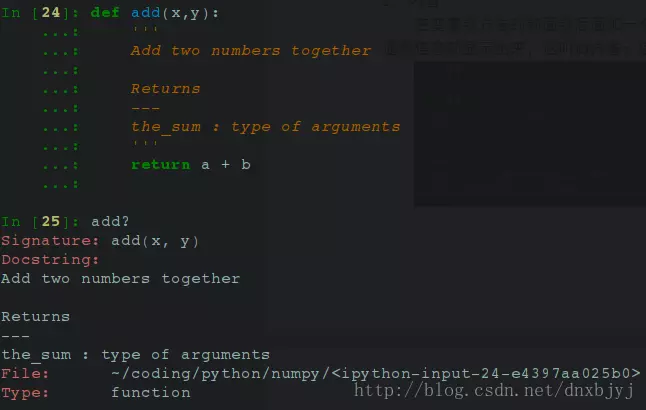 In [24]: def add(x,y):
    ...:     '''
    ...:     Add two numbers together
    ...:
    ...:     Returns
    ...:     ---
    ...:     the_sum : type of arguments
    ...:     '''
    ...:     return a + b
    ...:
In [25]: add?
Signature: add(x, y)
Docstring:
Add two numbers together
Returns
---
the_sum : type of arguments
File:      ~/coding/python/numpy/<ipython-input-24-e4397aa025b0>
Type:      function
http://blog.csdn.net/dnxbjyj